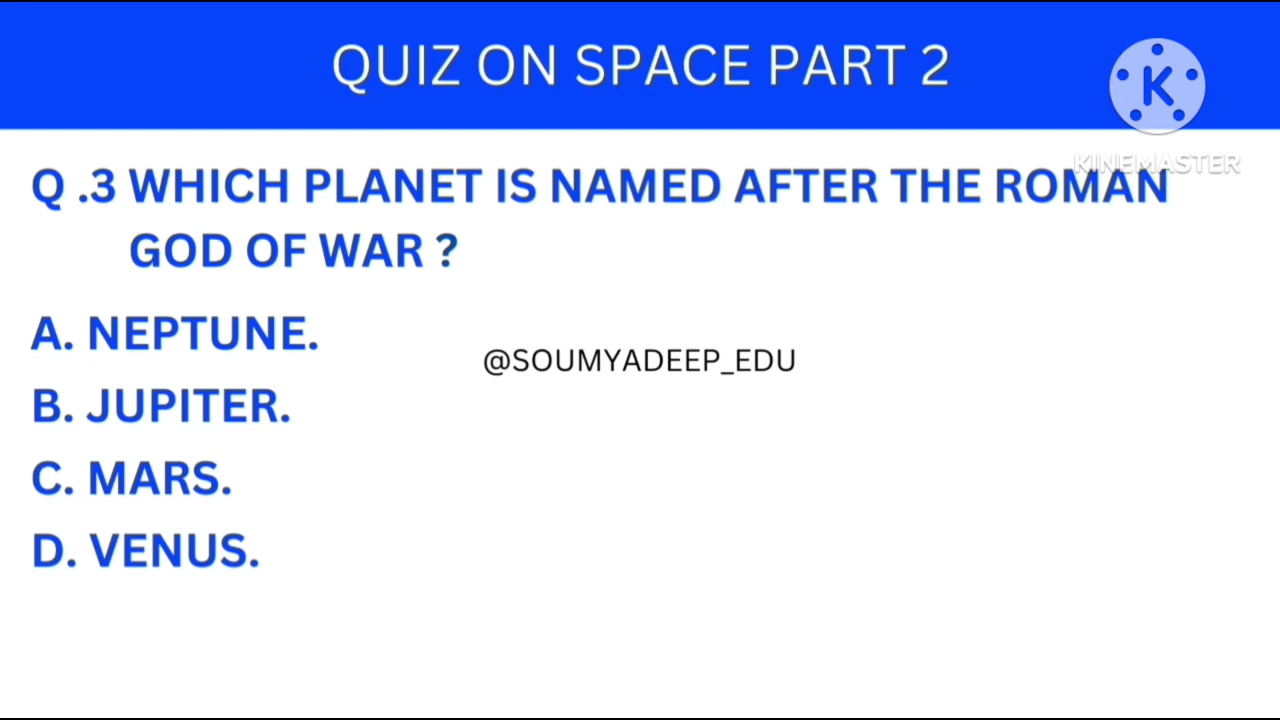 QUIZ ON SPACE PART 2
K
KINEMASTER
Q .3 WHICH PLANET IS NAMED AFTER THE ROMAN
GOD OF WAR ?
A. NEPTUNE.
@SOUMYADEEP_EDU
B. JUPITER.
C. MARS.
D. VENUS.